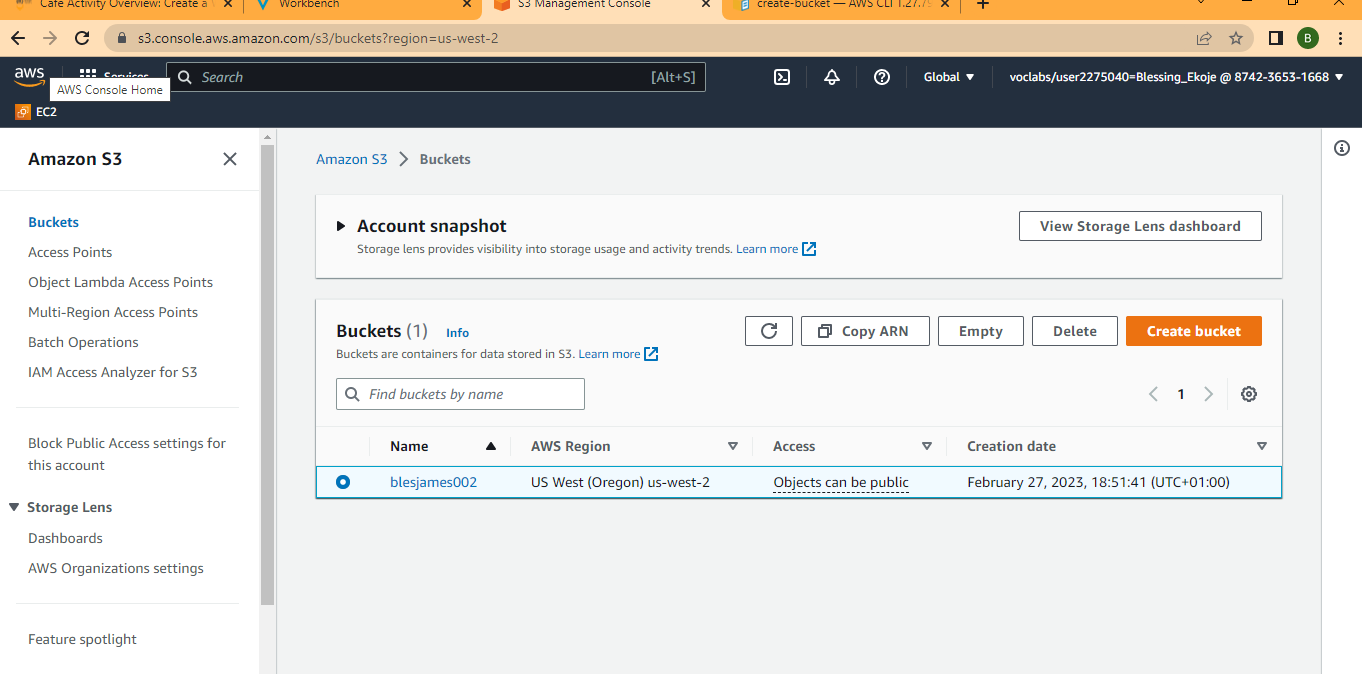 Cafe Activity Overview: Create a
Workbench
S3 Management Console
create-bucket — AWS CLI 1.27.79
s3.console.aws.amazon.com/s3/buckets?region=us-west-2
B
aws
Services
Search
[Alt+S]
Global
voclabs/user2275040=Blessing_Ekoje @ 8742-3653-1668
AWS Console Home
EC2
Amazon S3
Buckets
Access Points
Object Lambda Access Points
Multi-Region Access Points
Batch Operations
IAM Access Analyzer for S3
Block Public Access settings for
this account
Storage Lens
Dashboards
AWS Organizations settings
Feature spotlight
Amazon S3
Buckets
Account snapshot
Storage lens provides visibility into storage usage and activity trends. Learn more
View Storage Lens dashboard
Buckets (1) Info
Buckets are containers for data stored in S3. Learn more
Copy ARN
Empty
Delete
Create bucket
Find buckets by name
1
Name
AWS Region
Access
Creation date
blesjames002
US West (Oregon) us-west-2
Objects can be public
February 27, 2023, 18:51:41 (UTC+01:00)